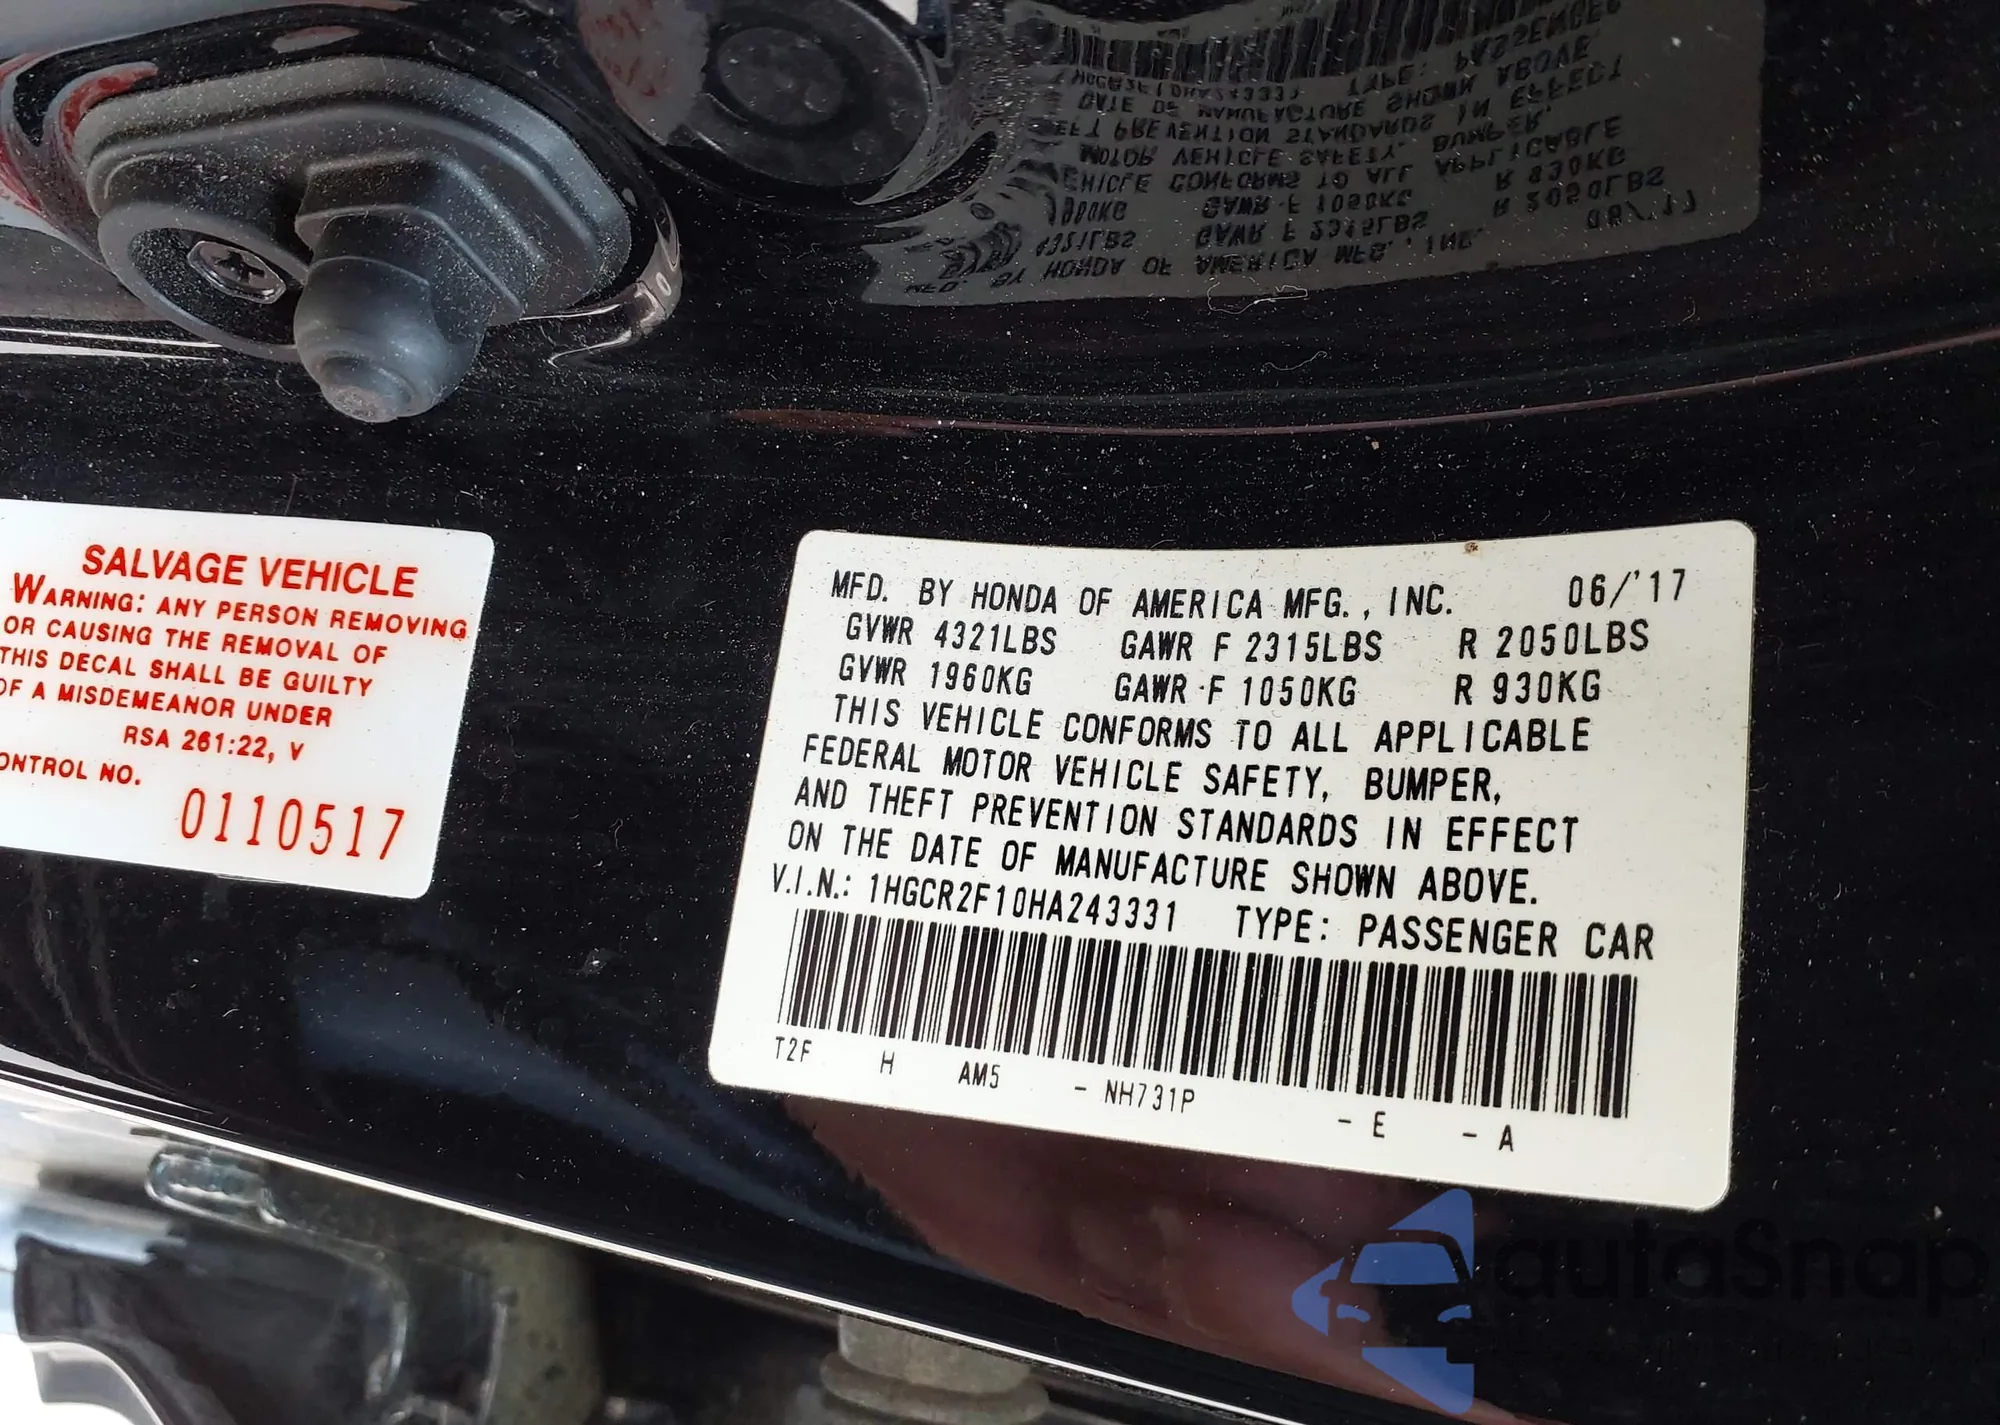 SALVAGE VEHICLE
WARNING: ANY PERSON REMOVING
OR CAUSING THE REMOVAL OF
THIS DECAL SHALL BE GUILTY
OF A MISDEMEANOR UNDER
RSA 261:22, V
ONTROL NO.
0110517
MFD. BY HONDA OF AMERICA MFG., INC. 06/'17
GVWR 4321LBS GAWR F 2315LBS R 2050LBS
GVWR 1960KG GAWR F 1050KG R 930KG
THIS VEHICLE CONFORMS TO ALL APPLICABLE
FEDERAL MOTOR VEHICLE SAFETY, BUMPER,
AND THEFT PREVENTION STANDARDS IN EFFECT
ON THE DATE OF MANUFACTURE SHOWN ABOVE.
V.I.N.: 1HGCR2F10HA243331 TYPE: PASSENGER CAR
T2F H AM5 - NH731P - E - A
autoSnap